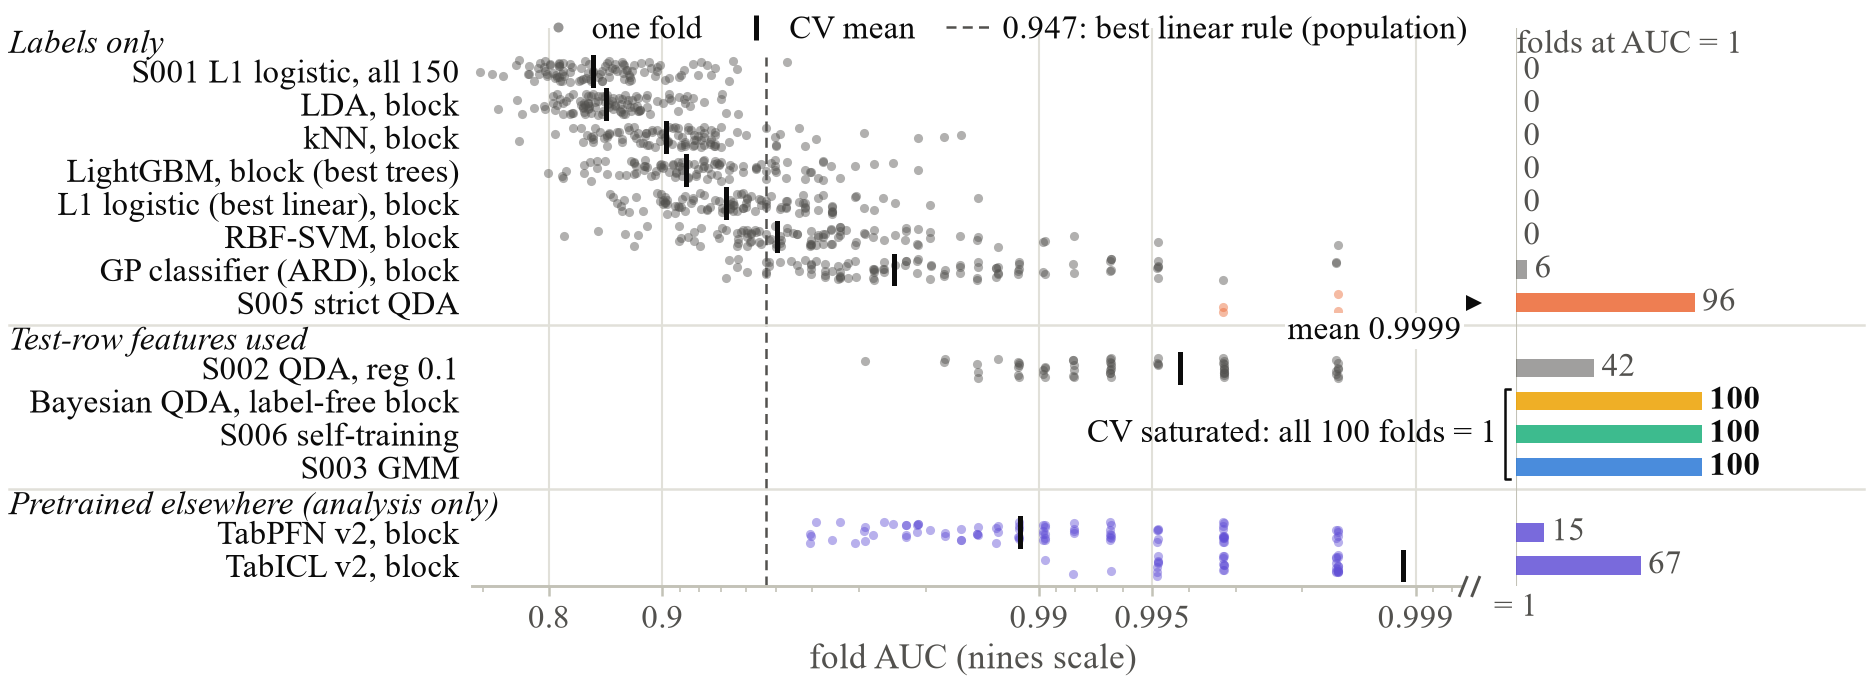 one fold CV mean 0.947: best linear rule (population)
Labels only folds at AUC = 1
S001 L1 logistic, all 150 0
LDA, block 0
kNN, block 0
LightGBM, block (best trees) 0
L1 logistic (best linear), block 0
RBF-SVM, block 0
GP classifier (ARD), block 6
S005 strict QDA 96
Test-row features used mean 0.9999
S002 QDA, reg 0.1 42
Bayesian QDA, label-free block 100
S006 self-training CV saturated: all 100 folds = 1 100
S003 GMM 100
Pretrained elsewhere (analysis only)
TabPFN v2, block 15
TabICL v2, block 67
0.8 0.9 0.99 0.995 0.999 = 1
fold AUC (nines scale)